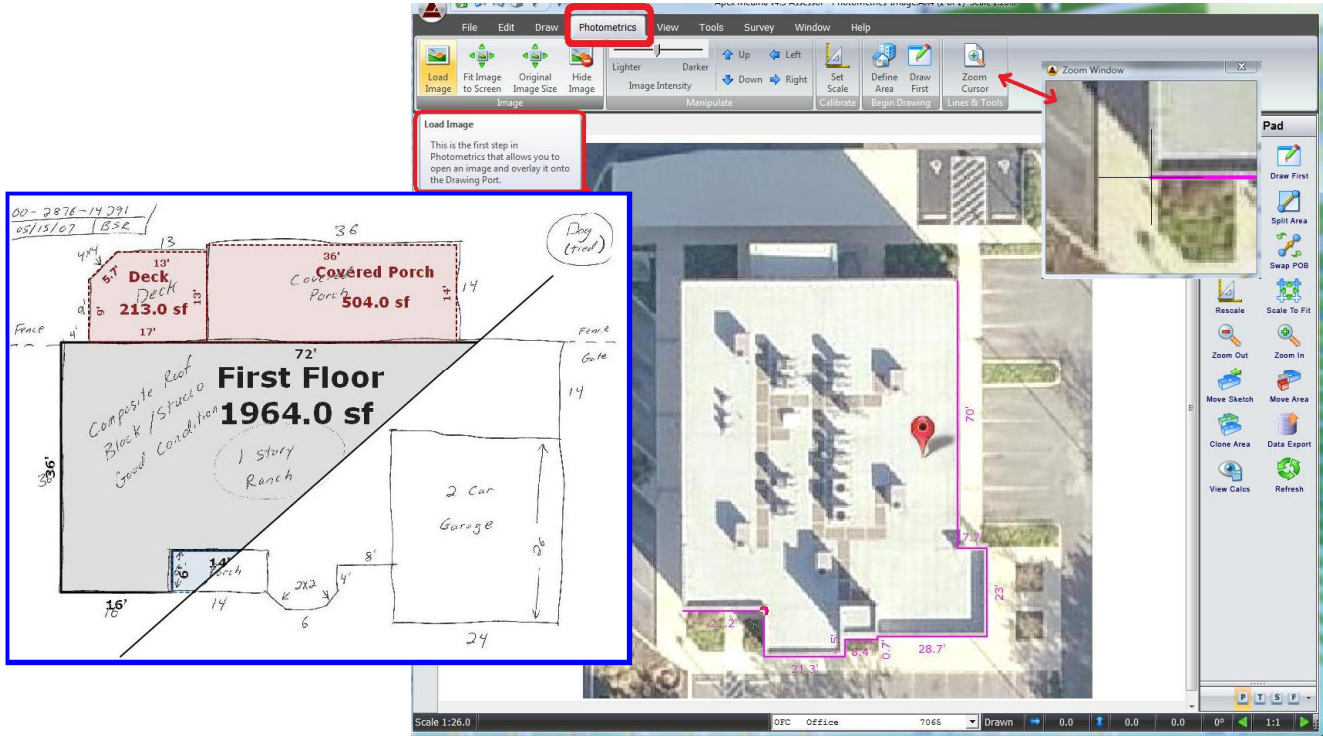 File Edit Draw Photometrics View Tools Survey Window Help
Load Image
Fit Image to Screen
Original Image Size
Hide Image
Lighter Darker
Image Intensity
Up Left
Down Right
Set Scale
Define Area
Draw First
Zoom Cursor
Image Manipulate Calibrate Begin Drawing Lines & Tools
Zoom Window
Load Image
This is the first step in
Photometrics that allows you to
open an image and overlay it onto
the Drawing Port.
Pad
Draw First
Split Area
Swap POB
Rescale Scale To Fit
Zoom Out Zoom In
Move Sketch Move Area
Clone Area Data Export
View Calcs Refresh
P T S F
00-2876-14291
05/15/07 BSR
Dog
(tied)
4x4 13 36
5.7' 13' 36'
Deck Covered Porch
Deck Covered Porch
213.0 sf 504.0 sf
9' 13' 14' 14
17'
Fence 4' Fence
72' Gate
First Floor
1964.0 sf
Composite Roof
Block / Stucco
Good Condition
1 Story
Ranch
14
36'
2 Car
Garage
6' 14'
Porch
16' 14
16
2x2 4' 8'
6
24
70'
7.7'
23'
21.2'
21.3'
8.4'
0.7'
28.7'
Scale 1:26.0 OFC Office 7065 Drawn 0.0 0.0 0.0 0° 1:1